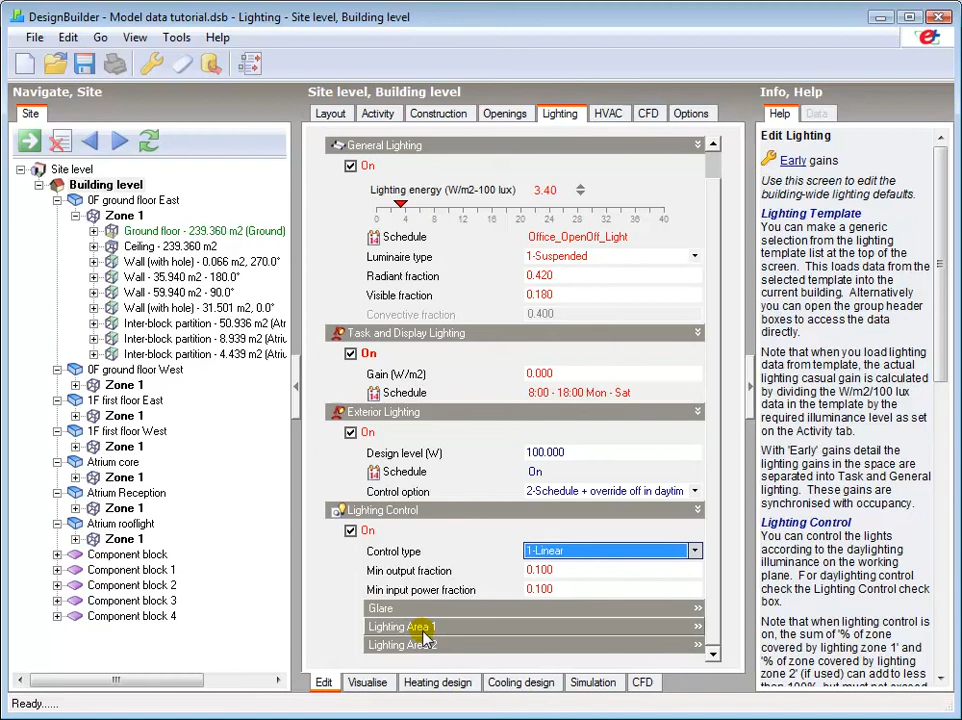 DesignBuilder - Model data tutorial.dsb - Lighting - Site level, Building level
File Edit Go View Tools Help
Navigate, Site
Site
Site level
Building level
0F ground floor East
Zone 1
Ground floor - 239.360 m2 (Ground)
Ceiling - 239.360 m2
Wall (with hole) - 0.066 m2, 270.0°
Wall - 35.940 m2 - 180.0°
Wall - 59.940 m2 - 90.0°
Wall (with hole) - 31.501 m2, 0.0°
Inter-block partition - 50.936 m2 (Atri
Inter-block partition - 8.939 m2 (Atriu
Inter-block partition - 4.439 m2 (Atriu
0F ground floor West
Zone 1
1F first floor East
Zone 1
1F first floor West
Zone 1
Atrium core
Zone 1
Atrium Reception
Zone 1
Atrium rooflight
Zone 1
Component block
Component block 1
Component block 2
Component block 3
Component block 4
Site level, Building level
Layout Activity Construction Openings Lighting HVAC CFD Options
General Lighting
On
Lighting energy (W/m2-100 lux) 3.40
0 4 8 12 16 20 24 28 32 36 40
Schedule Office_OpenOff_Light
Luminaire type 1-Suspended
Radiant fraction 0.420
Visible fraction 0.180
Convective fraction 0.400
Task and Display Lighting
On
Gain (W/m2) 0.000
Schedule 8:00 - 18:00 Mon - Sat
Exterior Lighting
On
Design level (W) 100.000
Schedule On
Control option 2-Schedule + override off in daytim
Lighting Control
On
Control type 1-Linear
Min output fraction 0.100
Min input power fraction 0.100
Glare
Lighting Area 1
Lighting Area 2
Edit Visualise Heating design Cooling design Simulation CFD
Info, Help
Help Data
Edit Lighting
Early gains
Use this screen to edit the
building-wide lighting defaults.
Lighting Template
You can make a generic
selection from the lighting
template list at the top of the
screen. This loads data from the
selected template into the
current building. Alternatively
you can open the group header
boxes to access the data
directly.
Note that when you load lighting
data from template, the actual
lighting casual gain is calculated
by dividing the W/m2/100 lux
data in the template by the
required illuminance level as set
on the Activity tab.
With 'Early' gains detail the
lighting gains in the space are
separated into Task and General
lighting. These gains are
synchronised with occupancy.
Lighting Control
You can control the lights
according to the daylighting
illuminance on the working
plane. For daylighting control
check the Lighting Control check
box.
Note that when lighting control
is on, the sum of '% of zone
covered by lighting zone 1' and
'% covered by lighting zone
2' (if used) can add to less
than 100%, but must not exceed
Ready......